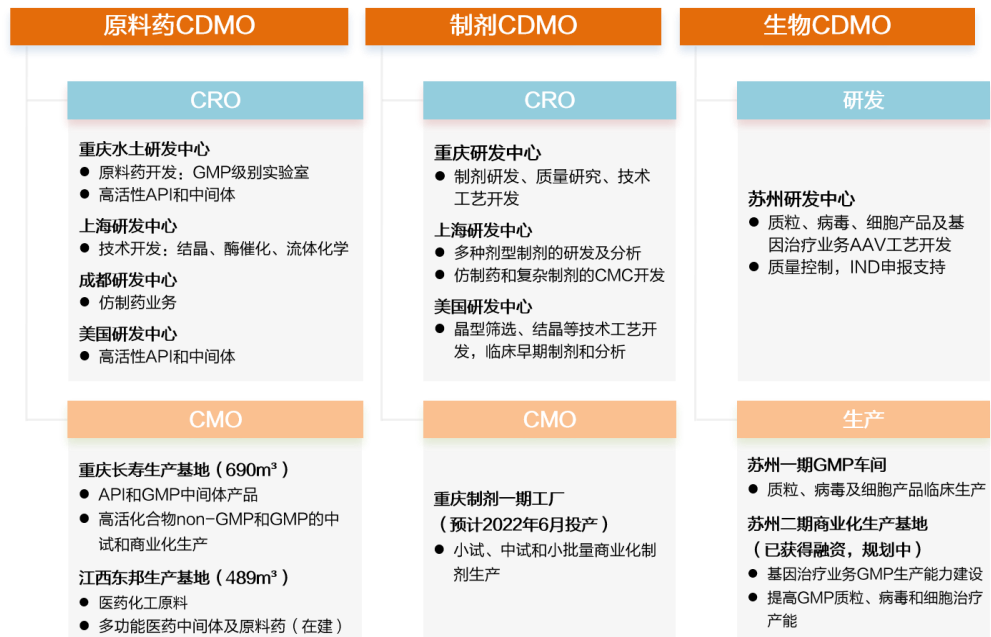 原料药CDMO
CRO
重庆水土研发中心
● 原料药开发：GMP级别实验室
● 高活性API和中间体
上海研发中心
● 技术开发：结晶、酶催化、流体化学
成都研发中心
● 仿制药业务
美国研发中心
● 高活性API和中间体
CMO
重庆长寿生产基地（690m³）
● API和GMP中间体产品
● 高活化合物non-GMP和GMP的中
试和商业化生产
江西东邦生产基地（489m³）
● 医药化工原料
● 多功能医药中间体及原料药（在建）
制剂CDMO
CRO
重庆研发中心
● 制剂研发、质量研究、技术
工艺开发
上海研发中心
● 多种剂型制剂的研发及分析
● 仿制药和复杂制剂的CMC开发
美国研发中心
● 晶型筛选、结晶等技术工艺开
发，临床早期制剂和分析
CMO
重庆制剂一期工厂
（预计2022年6月投产）
● 小试、中试和小批量商业化制
剂生产
生物CDMO
研发
苏州研发中心
● 质粒、病毒、细胞产品及基
因治疗业务AAV工艺开发
● 质量控制，IND申报支持
生产
苏州一期GMP车间
● 质粒、病毒及细胞产品临床生产
苏州二期商业化生产基地
（已获得融资，规划中）
● 基因治疗业务GMP生产能力建设
● 提高GMP质粒、病毒和细胞治疗
产能